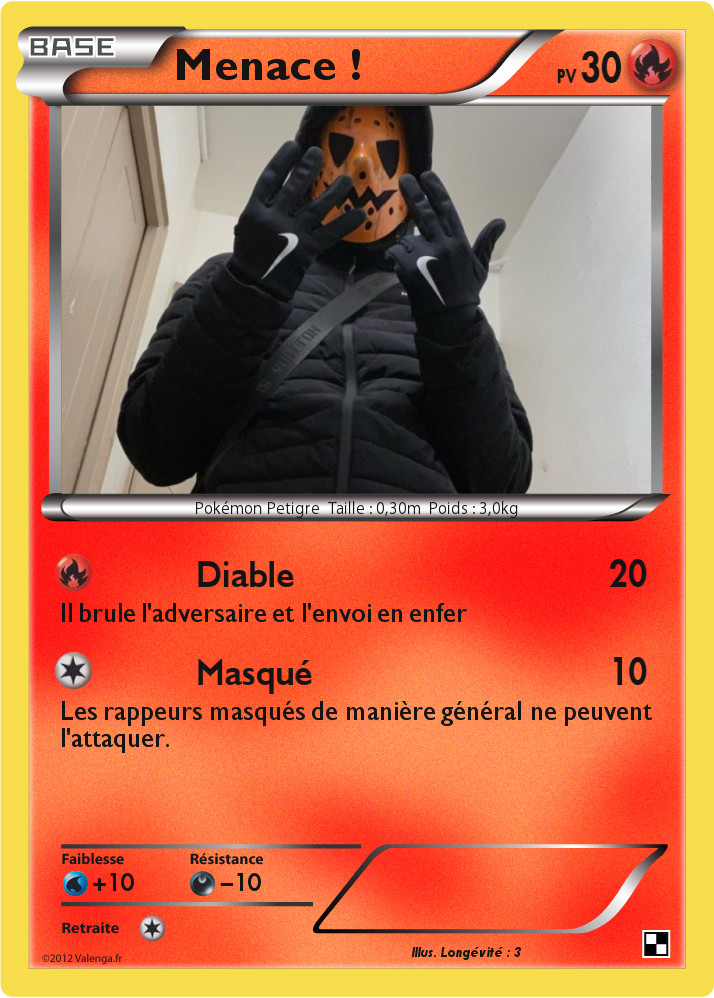 BASE
Menace !
PV 30
VUITTON
Pokémon Petigre Taille : 0,30m Poids : 3,0kg
Diable 20
Il brule l'adversaire et l'envoi en enfer
Masqué 10
Les rappeurs masqués de manière général ne peuvent
l'attaquer.
Faiblesse Résistance
+10 −10
Retraite
Illus. Longévité : 3
©2012 Valenga.fr